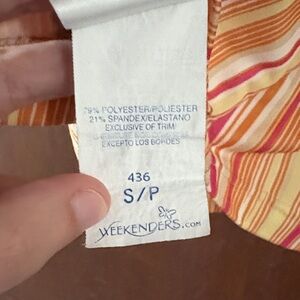 79% POLYESTER/POLIESTER
21% SPANDEX/ELASTANO
EXCLUSIVE OF TRIM
EXCEPTO LOS BORDES
436
S/P
WEEKENDERS.COM